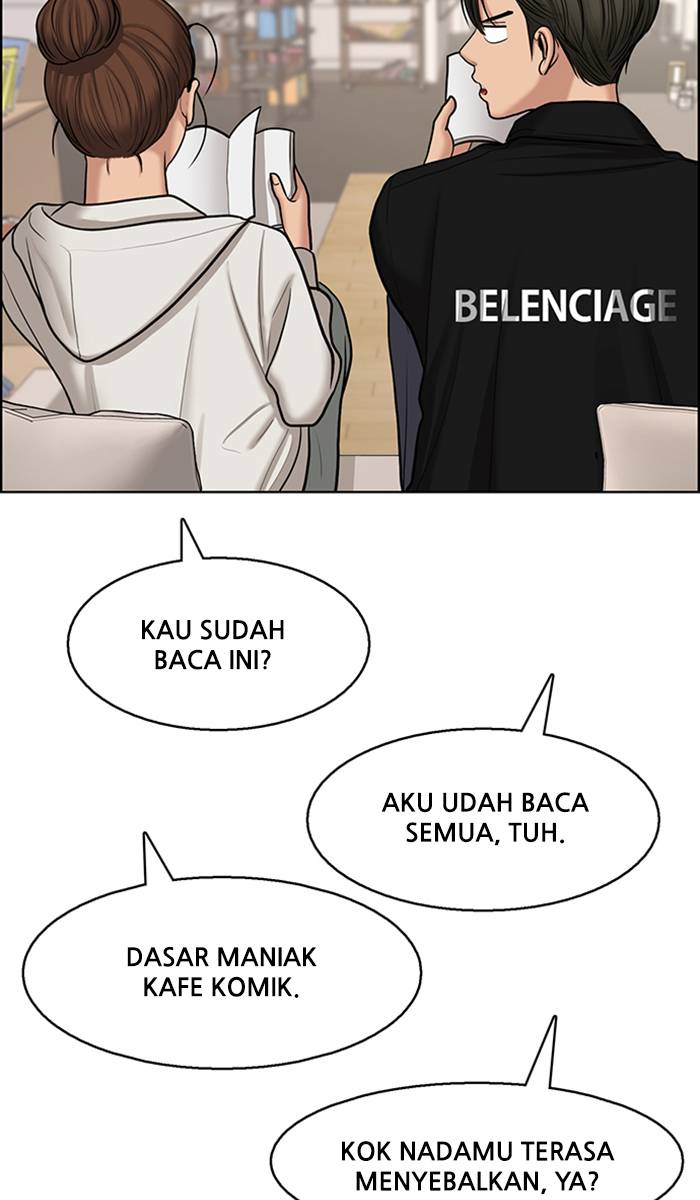 BELENCIAGE
KAU SUDAH
BACA INI?
AKU UDAH BACA
SEMUA, TUH.
DASAR MANIAK
KAFE KOMIK.
KOK NADAMU TERASA
MENYEBALKAN, YA?